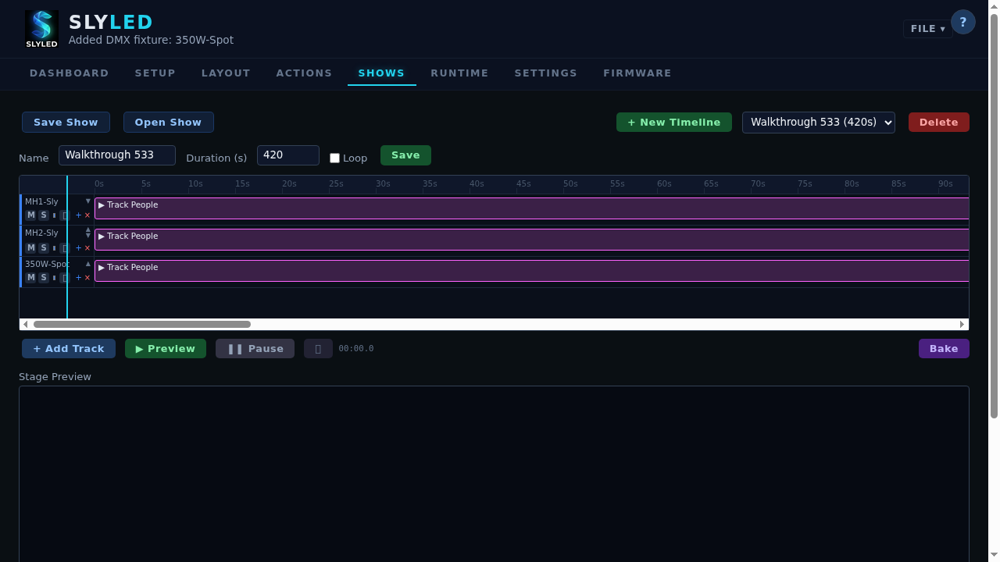 SLYLED
SLYLED
Added DMX fixture: 350W-Spot
FILE ▾
?
DASHBOARD SETUP LAYOUT ACTIONS SHOWS RUNTIME SETTINGS FIRMWARE
Save Show Open Show + New Timeline Walkthrough 533 (420s) Delete
Name Walkthrough 533 Duration (s) 420 Loop Save
0s 5s 10s 15s 20s 25s 30s 35s 40s 45s 50s 55s 60s 65s 70s 75s 80s 85s 90s
MH1-Sly ▼
▶ Track People
M S + ×
MH2-Sly ▲▼
▶ Track People
M S + ×
350W-Spot ▲
▶ Track People
M S + ×
+ Add Track ▶ Preview ❚❚ Pause 00:00.0 Bake
Stage Preview